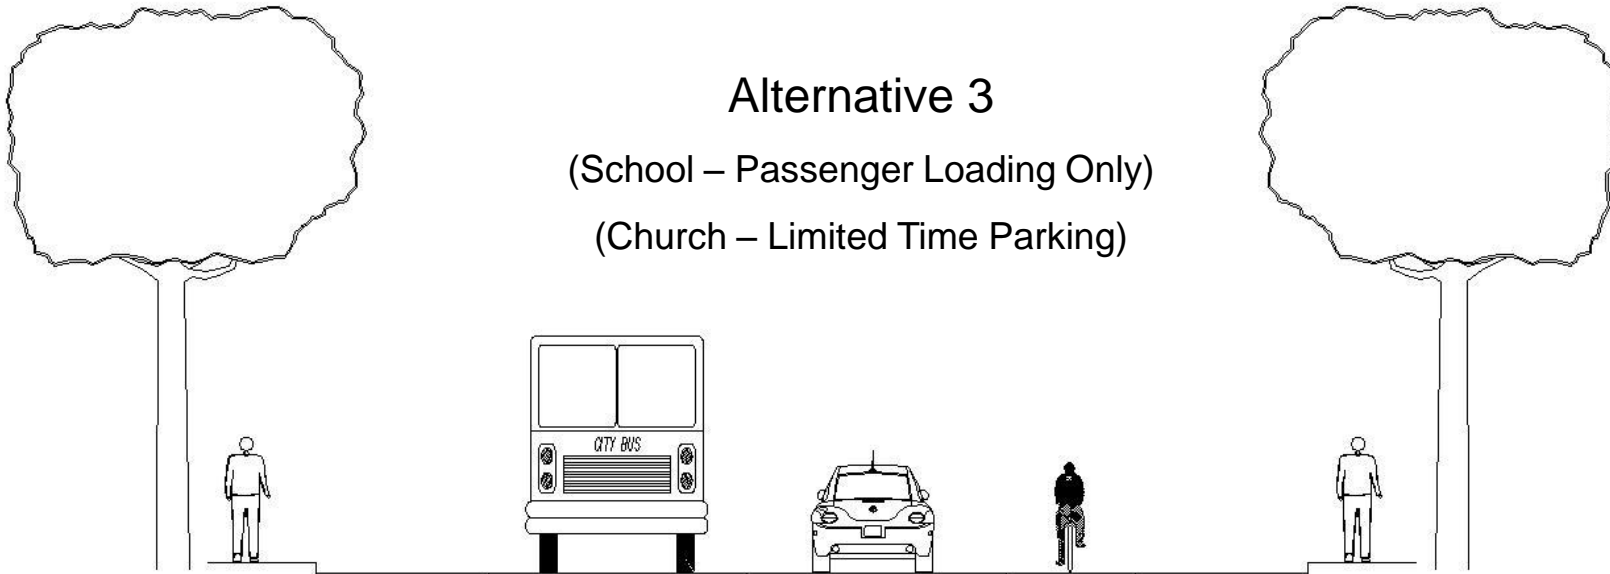 Alternative 3
(School – Passenger Loading Only)
(Church – Limited Time Parking)
CITY BUS